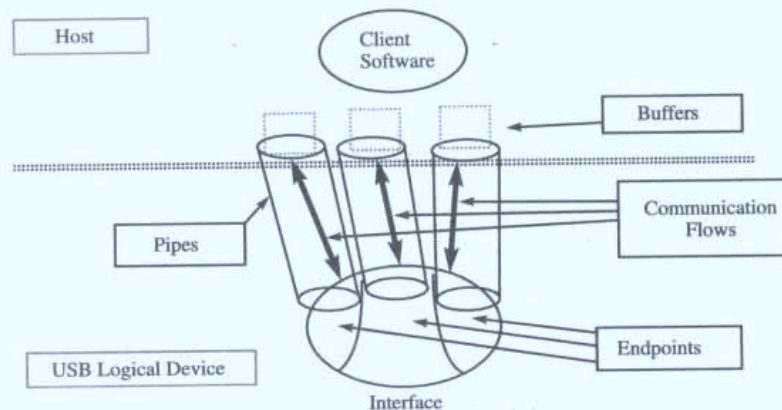 Host
Client
Software
Buffers
Pipes
Communication
Flows
Endpoints
USB Logical Device
Interface